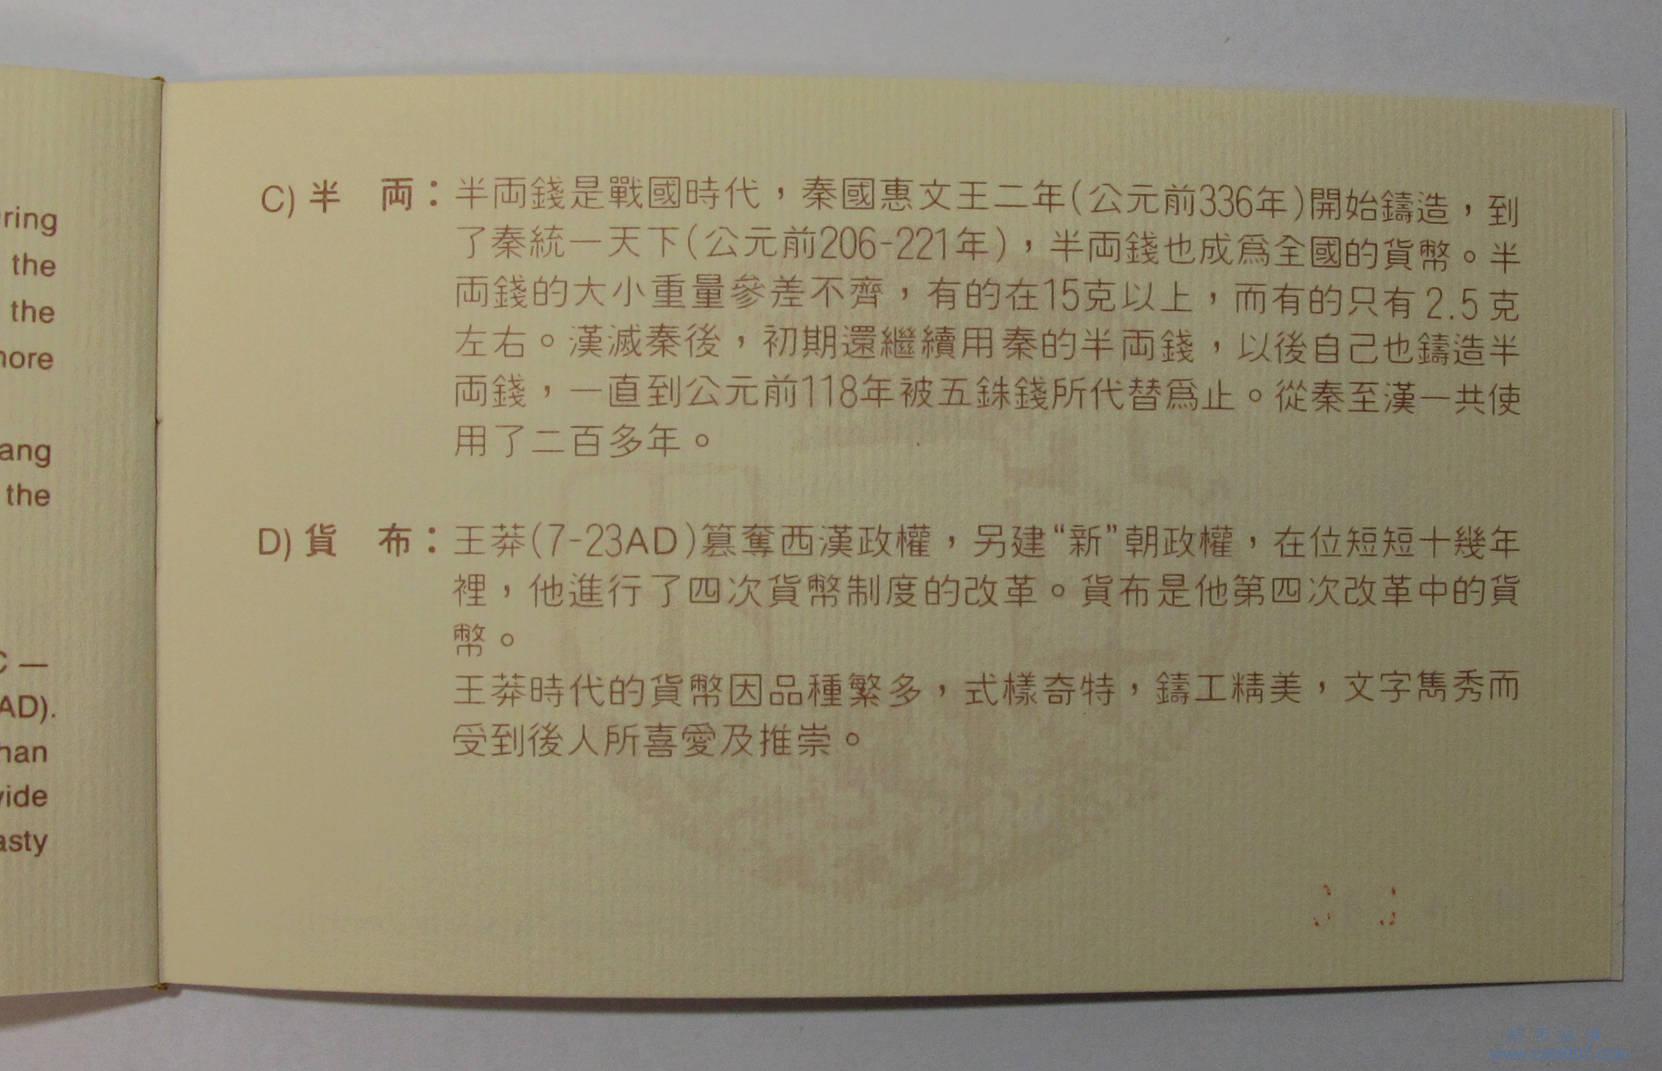 ring
the
the
ang
the
AD).
han
C) 半　両：半両錢是戰國時代，秦國惠文王二年(公元前336年)開始鑄造，到
了秦統一天下(公元前206-221年)，半両錢也成爲全國的貨幣。半
両錢的大小重量參差不齊，有的在15克以上，而有的只有2.5克
左右。漢滅秦後，初期還繼續用秦的半両錢，以後自己也鑄造半
両錢，一直到公元前118年被五銖錢所代替爲止。從秦至漢一共使
用了二百多年。
D) 貨　布：王莽(7-23AD)篡奪西漢政權，另建“新”朝政權，在位短短十幾年
裡，他進行了四次貨幣制度的改革。貨布是他第四次改革中的貨
幣。
王莽時代的貨幣因品種繁多，式樣奇特，鑄工精美，文字雋秀而
受到後人所喜愛及推崇。